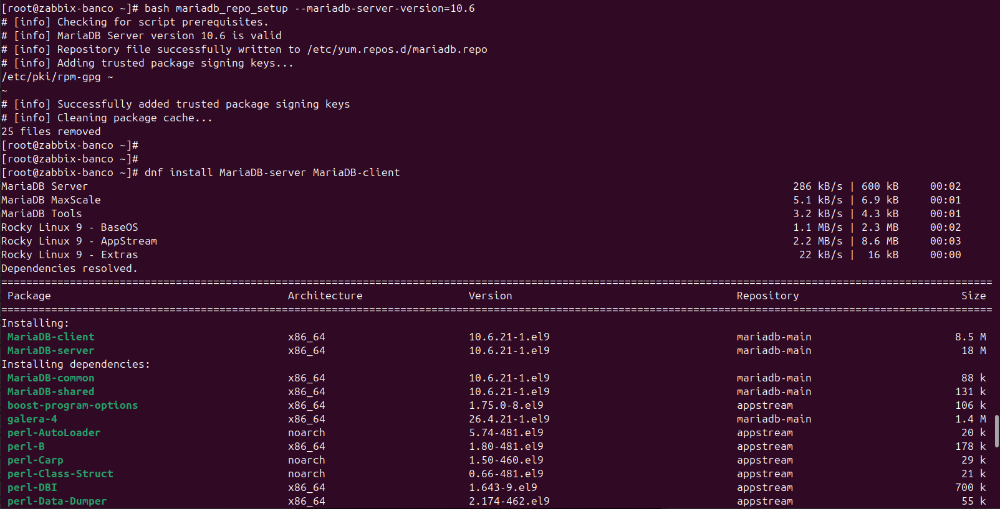 [root@zabbix-banco ~]# bash mariadb_repo_setup --mariadb-server-version=10.6
# [info] Checking for script prerequisites.
# [info] MariaDB Server version 10.6 is valid
# [info] Repository file successfully written to /etc/yum.repos.d/mariadb.repo
# [info] Adding trusted package signing keys...
/etc/pki/rpm-gpg ~
~
# [info] Successfully added trusted package signing keys
# [info] Cleaning package cache...
25 files removed
[root@zabbix-banco ~]#
[root@zabbix-banco ~]#
[root@zabbix-banco ~]# dnf install MariaDB-server MariaDB-client
MariaDB Server 286 kB/s | 600 kB 00:02
MariaDB MaxScale 5.1 kB/s | 6.9 kB 00:01
MariaDB Tools 3.2 kB/s | 4.3 kB 00:01
Rocky Linux 9 - BaseOS 1.1 MB/s | 2.3 MB 00:02
Rocky Linux 9 - AppStream 2.2 MB/s | 8.6 MB 00:03
Rocky Linux 9 - Extras 22 kB/s | 16 kB 00:00
Dependencies resolved.
===============================================================================================================================================================
Package Architecture Version Repository Size
===============================================================================================================================================================
Installing:
MariaDB-client x86_64 10.6.21-1.el9 mariadb-main 8.5 M
MariaDB-server x86_64 10.6.21-1.el9 mariadb-main 18 M
Installing dependencies:
MariaDB-common x86_64 10.6.21-1.el9 mariadb-main 88 k
MariaDB-shared x86_64 10.6.21-1.el9 mariadb-main 131 k
boost-program-options x86_64 1.75.0-8.el9 appstream 106 k
galera-4 x86_64 26.4.21-1.el9 mariadb-main 1.4 M
perl-AutoLoader noarch 5.74-481.el9 appstream 20 k
perl-B x86_64 1.80-481.el9 appstream 178 k
perl-Carp noarch 1.50-460.el9 appstream 29 k
perl-Class-Struct noarch 0.66-481.el9 appstream 21 k
perl-DBI x86_64 1.643-9.el9 appstream 700 k
perl-Data-Dumper x86_64 2.174-462.el9 appstream 55 k